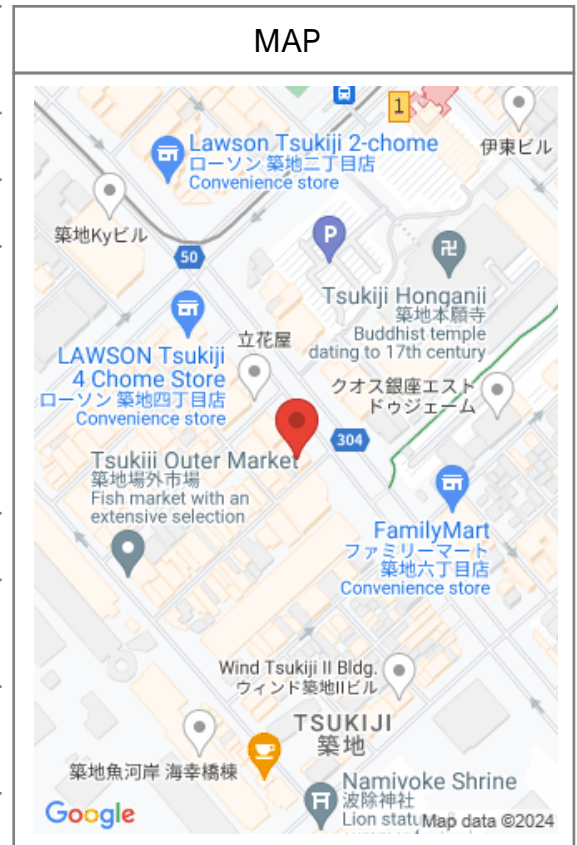 MAP
1
Lawson Tsukiji 2-chome
ローソン 築地二丁目店
Convenience store
伊東ビル
築地Kyビル
50
P
Tsukiji Honganji
築地本願寺
Buddhist temple
dating to 17th century
立花屋
LAWSON Tsukiji
4 Chome Store
ローソン 築地四丁目店
Convenience store
クオス銀座エスト
ドゥジェーム
304
Tsukiji Outer Market
築地場外市場
Fish market with an
extensive selection
FamilyMart
ファミリーマート
築地六丁目店
Convenience store
Wind Tsukiji II Bldg.
ウィンド築地IIビル
TSUKIJI
築地
築地魚河岸 海幸橋棟
Namiyoke Shrine
波除神社
Lion
Google
Map data ©2024